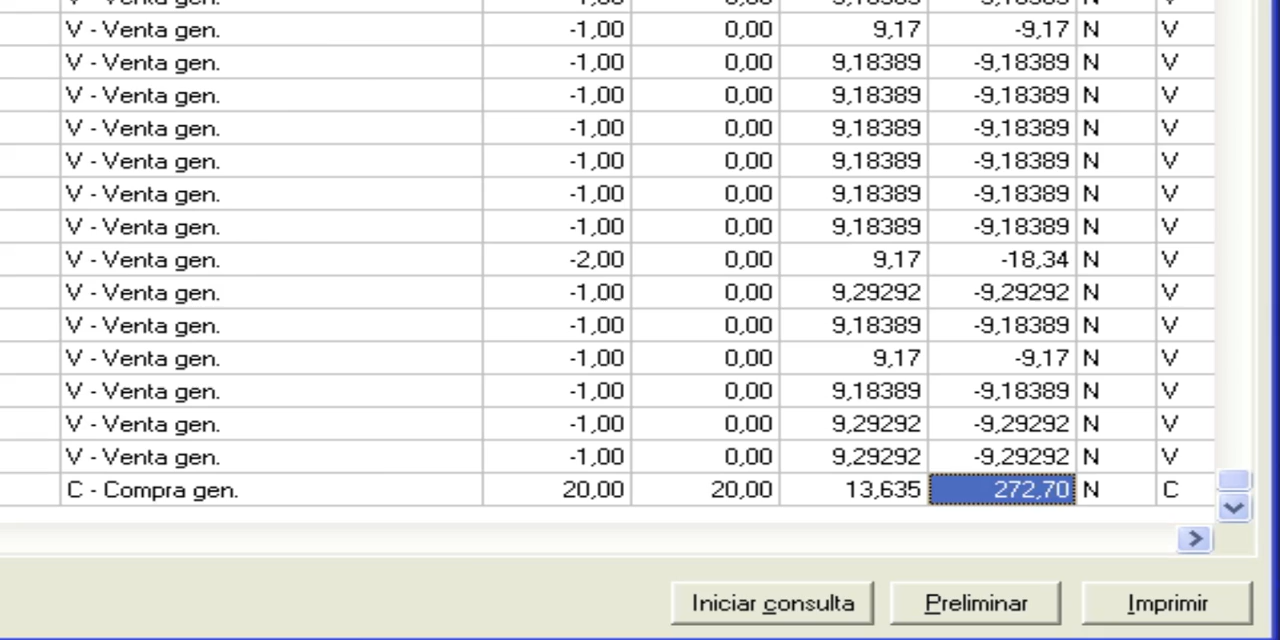 V - Venta gen. -1,00 0,00 9,17 -9,17 N V
V - Venta gen. -1,00 0,00 9,18389 -9,18389 N V
V - Venta gen. -1,00 0,00 9,18389 -9,18389 N V
V - Venta gen. -1,00 0,00 9,18389 -9,18389 N V
V - Venta gen. -1,00 0,00 9,18389 -9,18389 N V
V - Venta gen. -1,00 0,00 9,18389 -9,18389 N V
V - Venta gen. -1,00 0,00 9,18389 -9,18389 N V
V - Venta gen. -2,00 0,00 9,17 -18,34 N V
V - Venta gen. -1,00 0,00 9,29292 -9,29292 N V
V - Venta gen. -1,00 0,00 9,18389 -9,18389 N V
V - Venta gen. -1,00 0,00 9,17 -9,17 N V
V - Venta gen. -1,00 0,00 9,18389 -9,18389 N V
V - Venta gen. -1,00 0,00 9,29292 -9,29292 N V
V - Venta gen. -1,00 0,00 9,29292 -9,29292 N V
C - Compra gen. 20,00 20,00 13,635 272,70 N C
Iniciar consulta Preliminar Imprimir